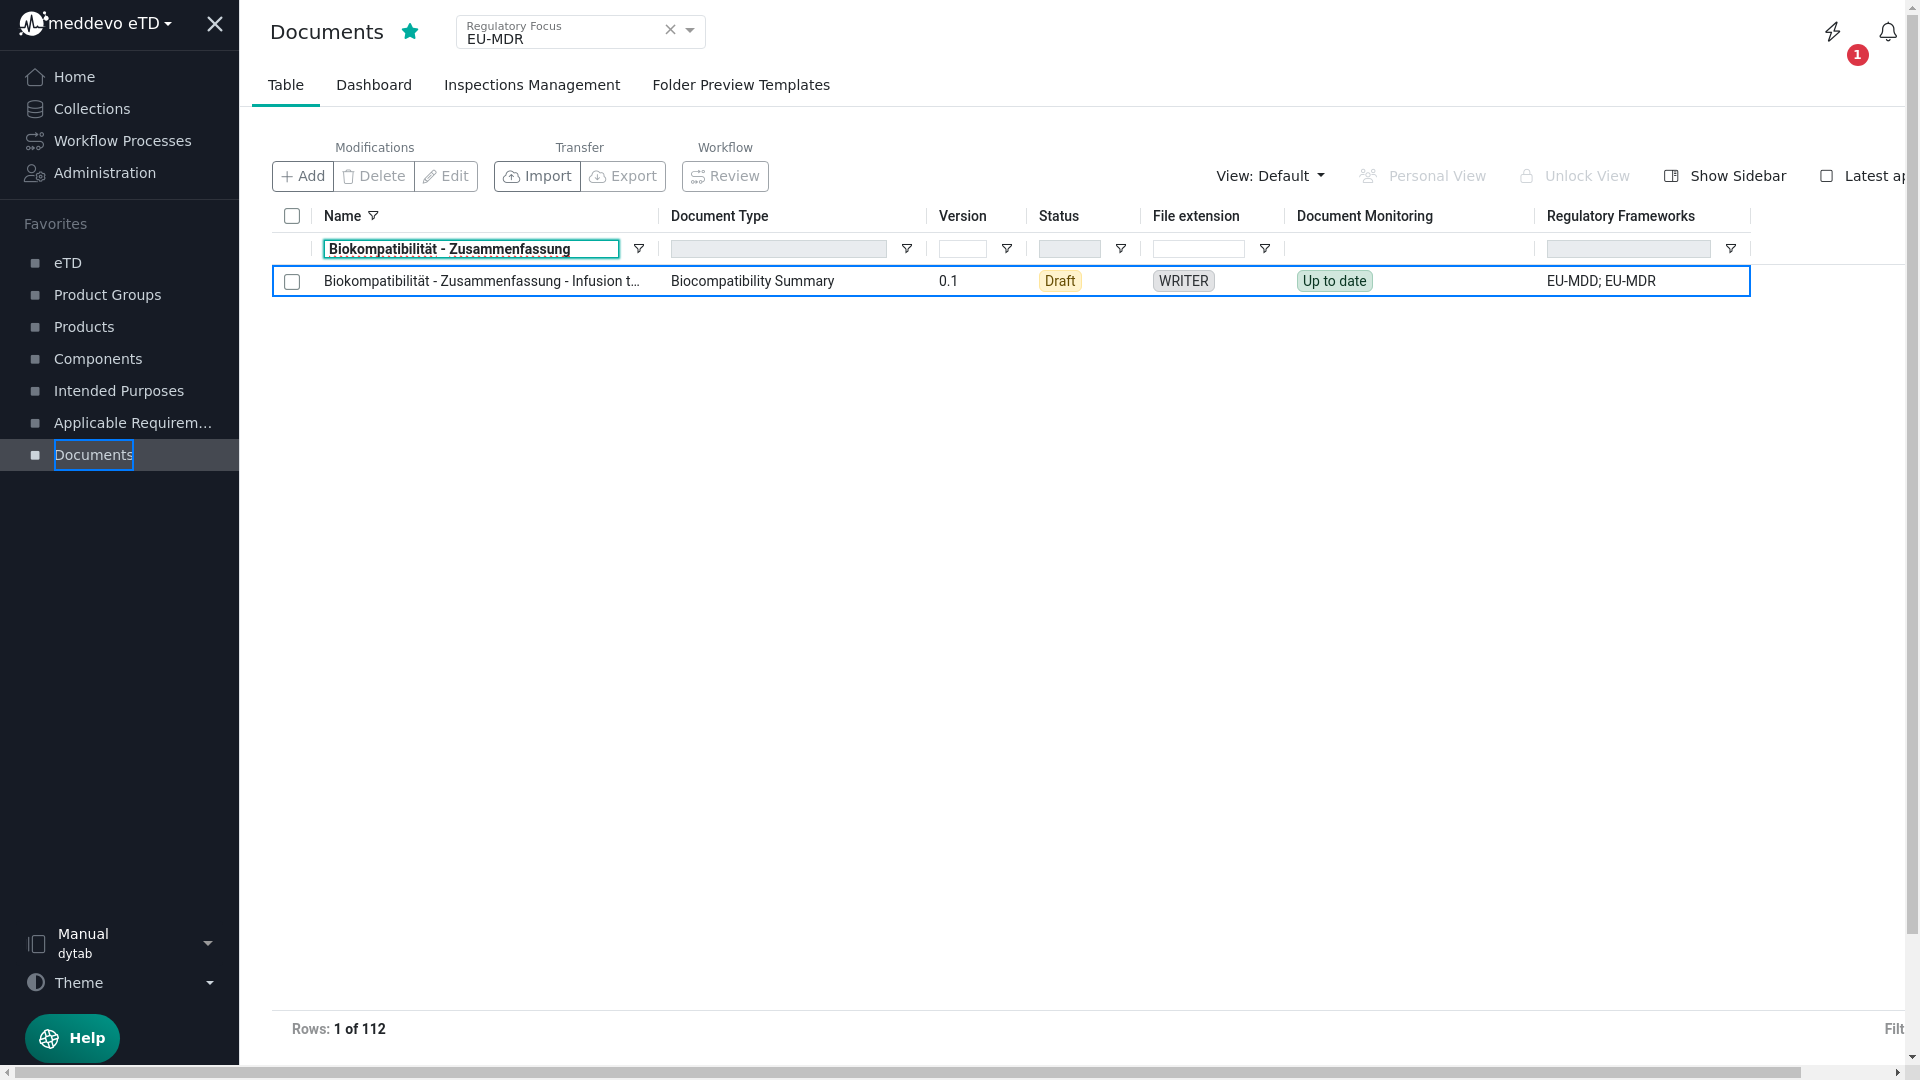 meddevo eTD
Home
Collections
Workflow Processes
Administration
Favorites
eTD
Product Groups
Products
Components
Intended Purposes
Applicable Requirem...
Documents
Manual
dytab
Theme
Help
Documents
Regulatory Focus
EU-MDR
1
Table Dashboard Inspections Management Folder Preview Templates
Modifications Transfer Workflow
Add Delete Edit Import Export Review View: Default Personal View Unlock View Show Sidebar Latest ap
Name Document Type Version Status File extension Document Monitoring Regulatory Frameworks
Biokompatibilität - Zusammenfassung
Biokompatibilität - Zusammenfassung - Infusion t... Biocompatibility Summary 0.1 Draft WRITER Up to date EU-MDD; EU-MDR
Rows: 1 of 112 Filt